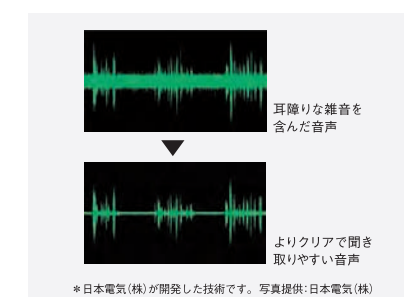 耳障りな雑音を
含んだ音声
よりクリアで聞き
取りやすい音声
＊日本電気（株）が開発した技術です。写真提供：日本電気（株）